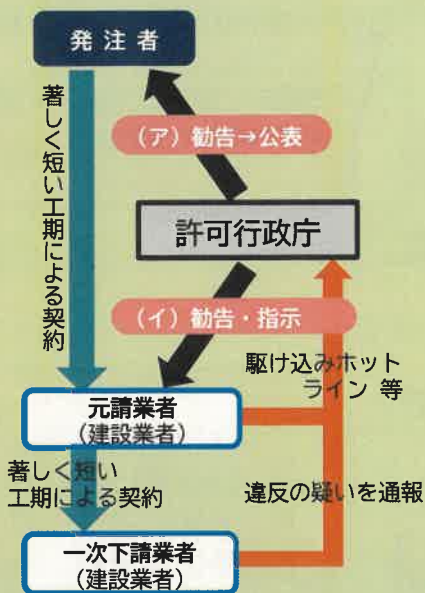 発注者
著しく短い工期による契約
（ア）勧告→公表
許可行政庁
（イ）勧告・指示
駆け込みホット
ライン 等
元請業者
（建設業者）
著しく短い
工期による契約
違反の疑いを通報
一次下請業者
（建設業者）